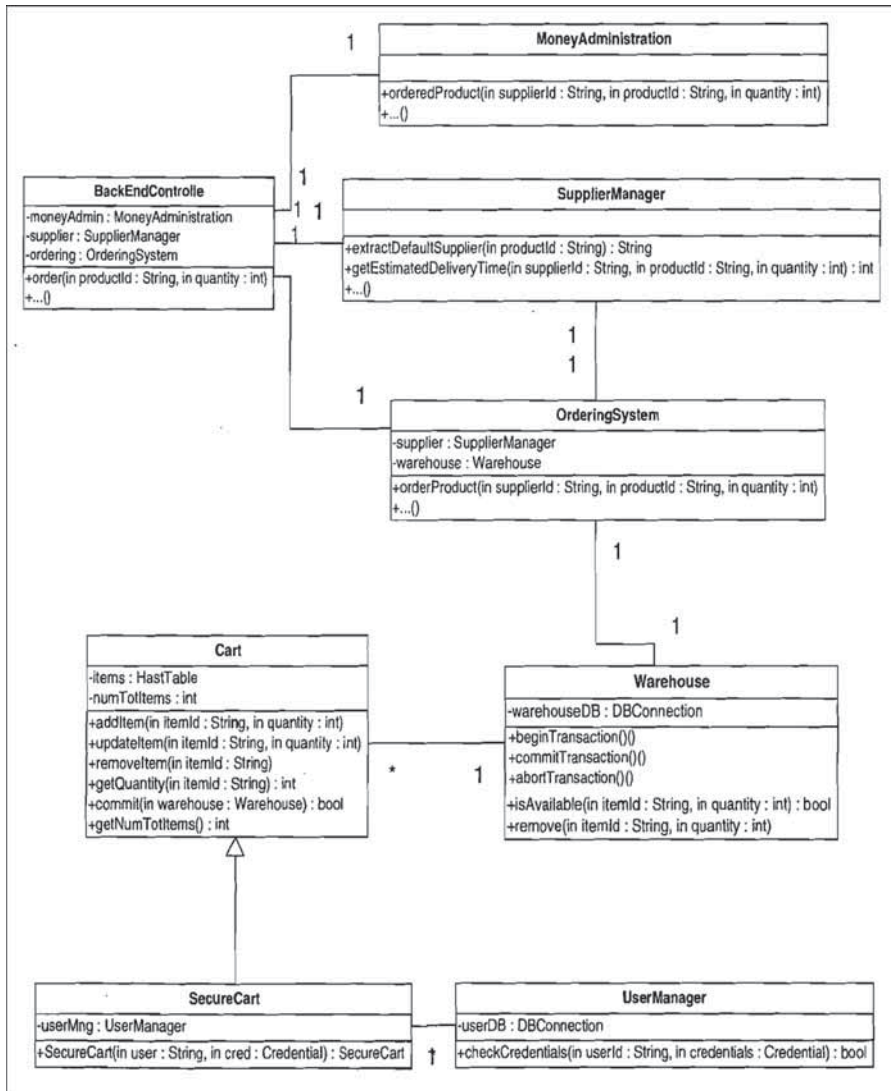 1
MoneyAdministration
+orderedProduct(in supplierId : String, in productId : String, in quantity : int)
+...()
1
BackEndControlle
-moneyAdmin : MoneyAdministration
-supplier : SupplierManager
-ordering : OrderingSystem
+order(in productId : String, in quantity : int)
+...()
1
1
1
SupplierManager
+extractDefaultSupplier(in productId : String) : String
+getEstimatedDeliveryTime(in supplierId : String, in productId : String, in quantity : int) : int
+...()
1
1
1
OrderingSystem
-supplier : SupplierManager
-warehouse : Warehouse
+orderProduct(in supplierId : String, in productId : String, in quantity : int)
+...()
1
1
Cart
-items : HastTable
-numTotItems : int
+addItem(in itemId : String, in quantity : int)
+updateItem(in itemId : String, in quantity : int)
+removeItem(in itemId : String)
+getQuantity(in itemId : String) : int
+commit(in warehouse : Warehouse) : bool
+getNumTotItems() : int
*
1
Warehouse
-warehouseDB : DBConnection
+beginTransaction()()
+commitTransaction()()
+abortTransaction()()
+isAvailable(in itemId : String, in quantity : int) : bool
+remove(in itemId : String, in quantity : int)
SecureCart
-userMng : UserManager
+SecureCart(in user : String, in cred : Credential) : SecureCart
UserManager
-userDB : DBConnection
+checkCredentials(in userId : String, in credentials : Credential) : bool